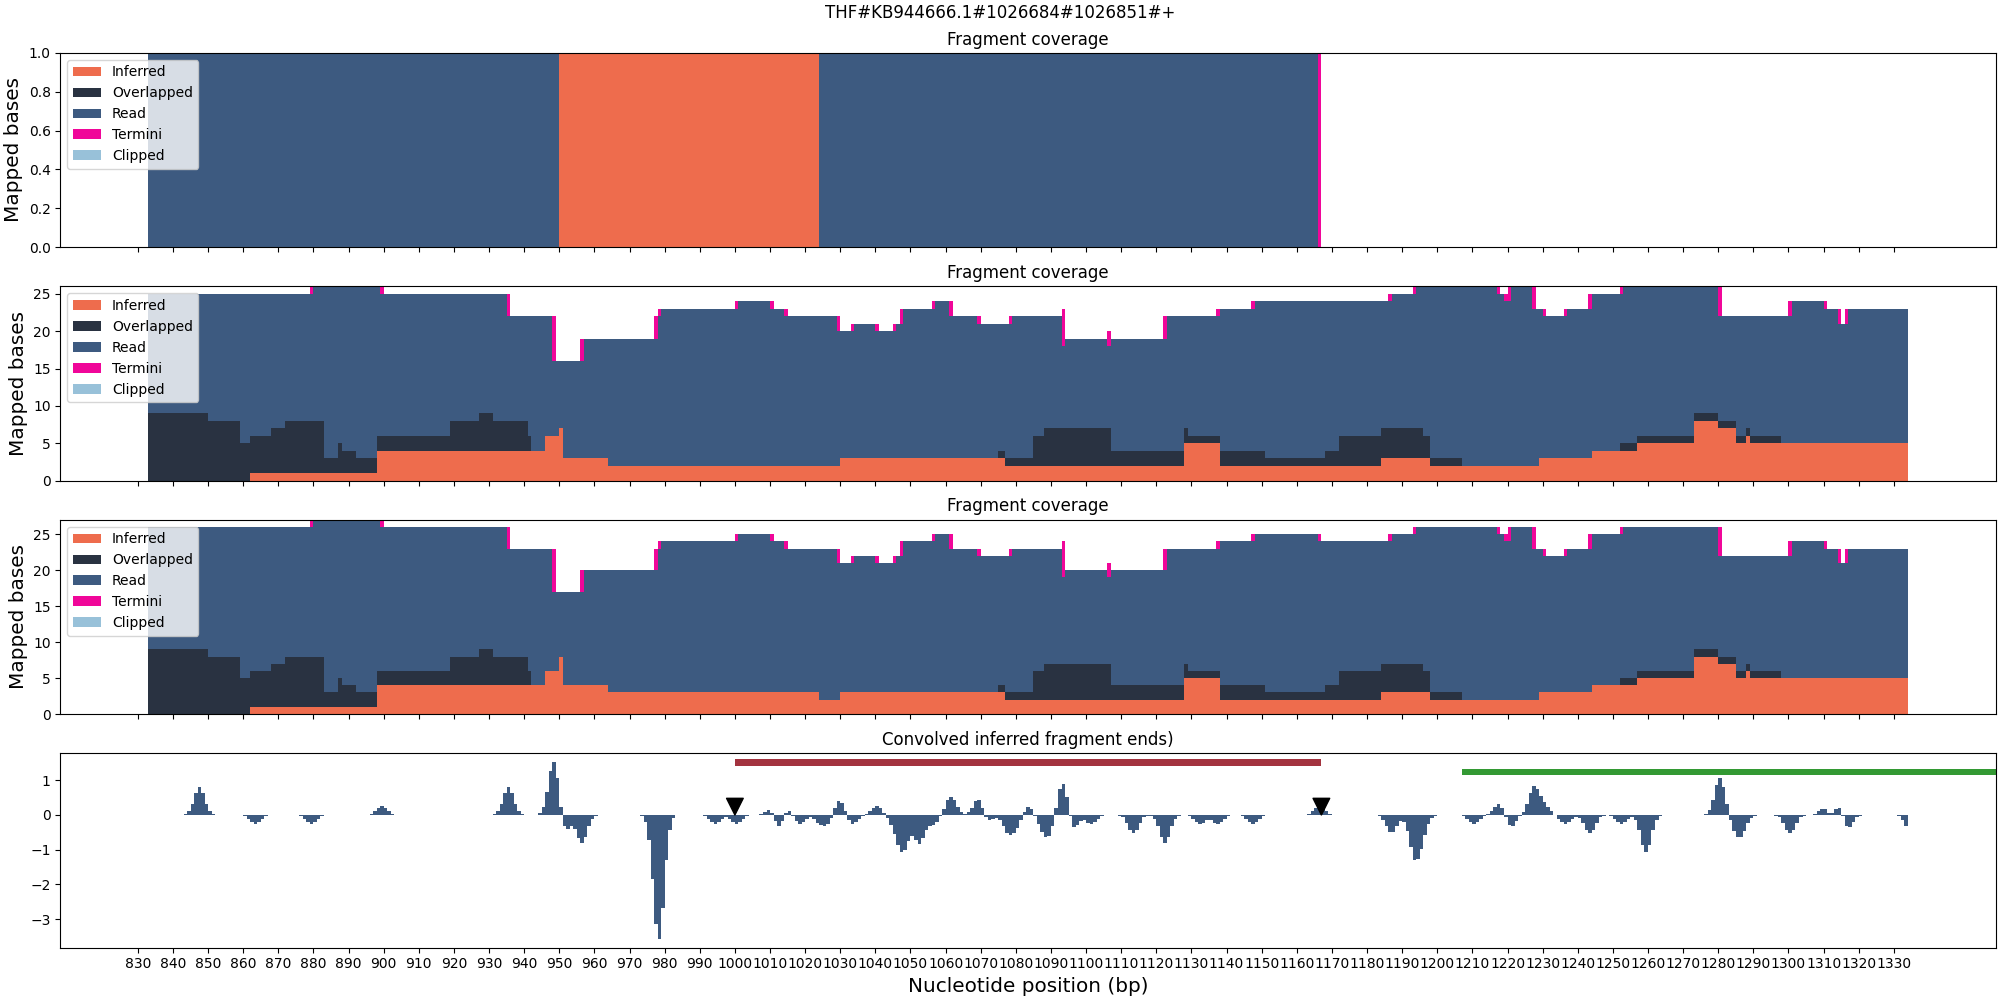 THF#KB944666.1#1026684#1026851#+
Fragment coverage
Mapped bases
1.0
0.8
0.6
0.4
0.2
0.0
Inferred
Overlapped
Read
Termini
Clipped
Fragment coverage
Mapped bases
25
20
15
10
5
0
Inferred
Overlapped
Read
Termini
Clipped
Fragment coverage
Mapped bases
25
20
15
10
5
0
Inferred
Overlapped
Read
Termini
Clipped
Convolved inferred fragment ends)
1
0
−1
−2
−3
830 840 850 860 870 880 890 900 910 920 930 940 950 960 970 980 990 1000 1010 1020 1030 1040 1050 1060 1070 1080 1090 1100 1110 1120 1130 1140 1150 1160 1170 1180 1190 1200 1210 1220 1230 1240 1250 1260 1270 1280 1290 1300 1310 1320 1330
Nucleotide position (bp)